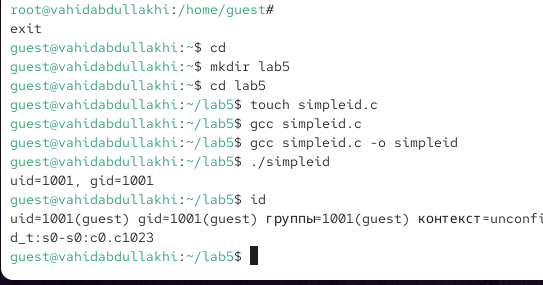 root@vahidabdullakhi:/home/guest#
exit
guest@vahidabdullakhi:~$ cd
guest@vahidabdullakhi:~$ mkdir lab5
guest@vahidabdullakhi:~$ cd lab5
guest@vahidabdullakhi:~/lab5$ touch simpleid.c
guest@vahidabdullakhi:~/lab5$ gcc simpleid.c
guest@vahidabdullakhi:~/lab5$ gcc simpleid.c -o simpleid
guest@vahidabdullakhi:~/lab5$ ./simpleid
uid=1001, gid=1001
guest@vahidabdullakhi:~/lab5$ id
uid=1001(guest) gid=1001(guest) группы=1001(guest) контекст=unconfi
d_t:s0-s0:c0.c1023
guest@vahidabdullakhi:~/lab5$